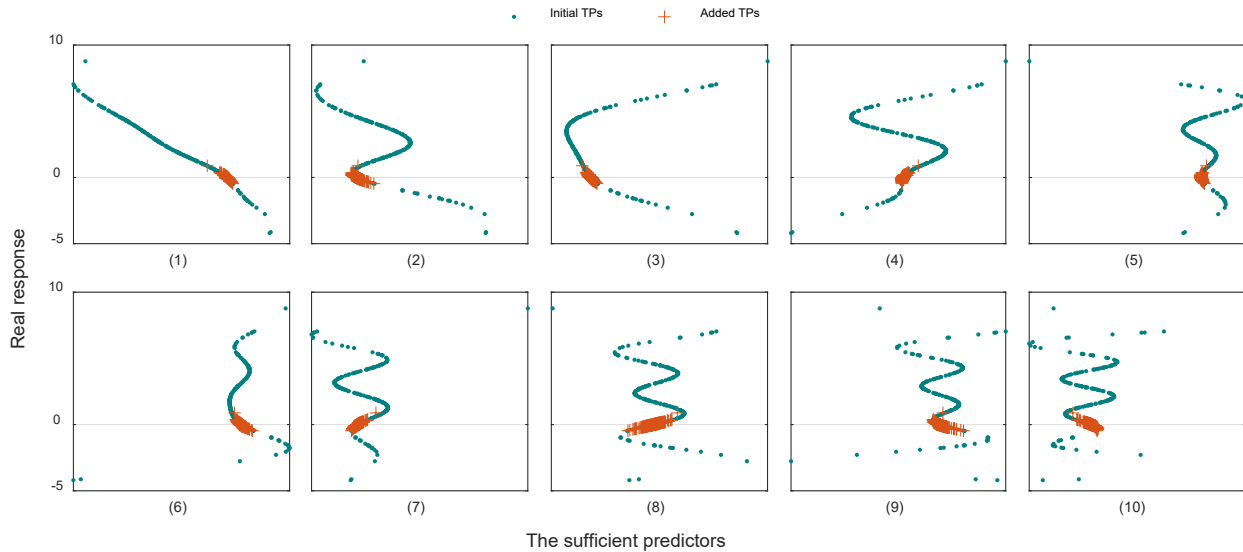 Initial TPs Added TPs
10
0
-5
(1) (2) (3) (4) (5)
Real response
10
0
-5
(6) (7) (8) (9) (10)
The sufficient predictors